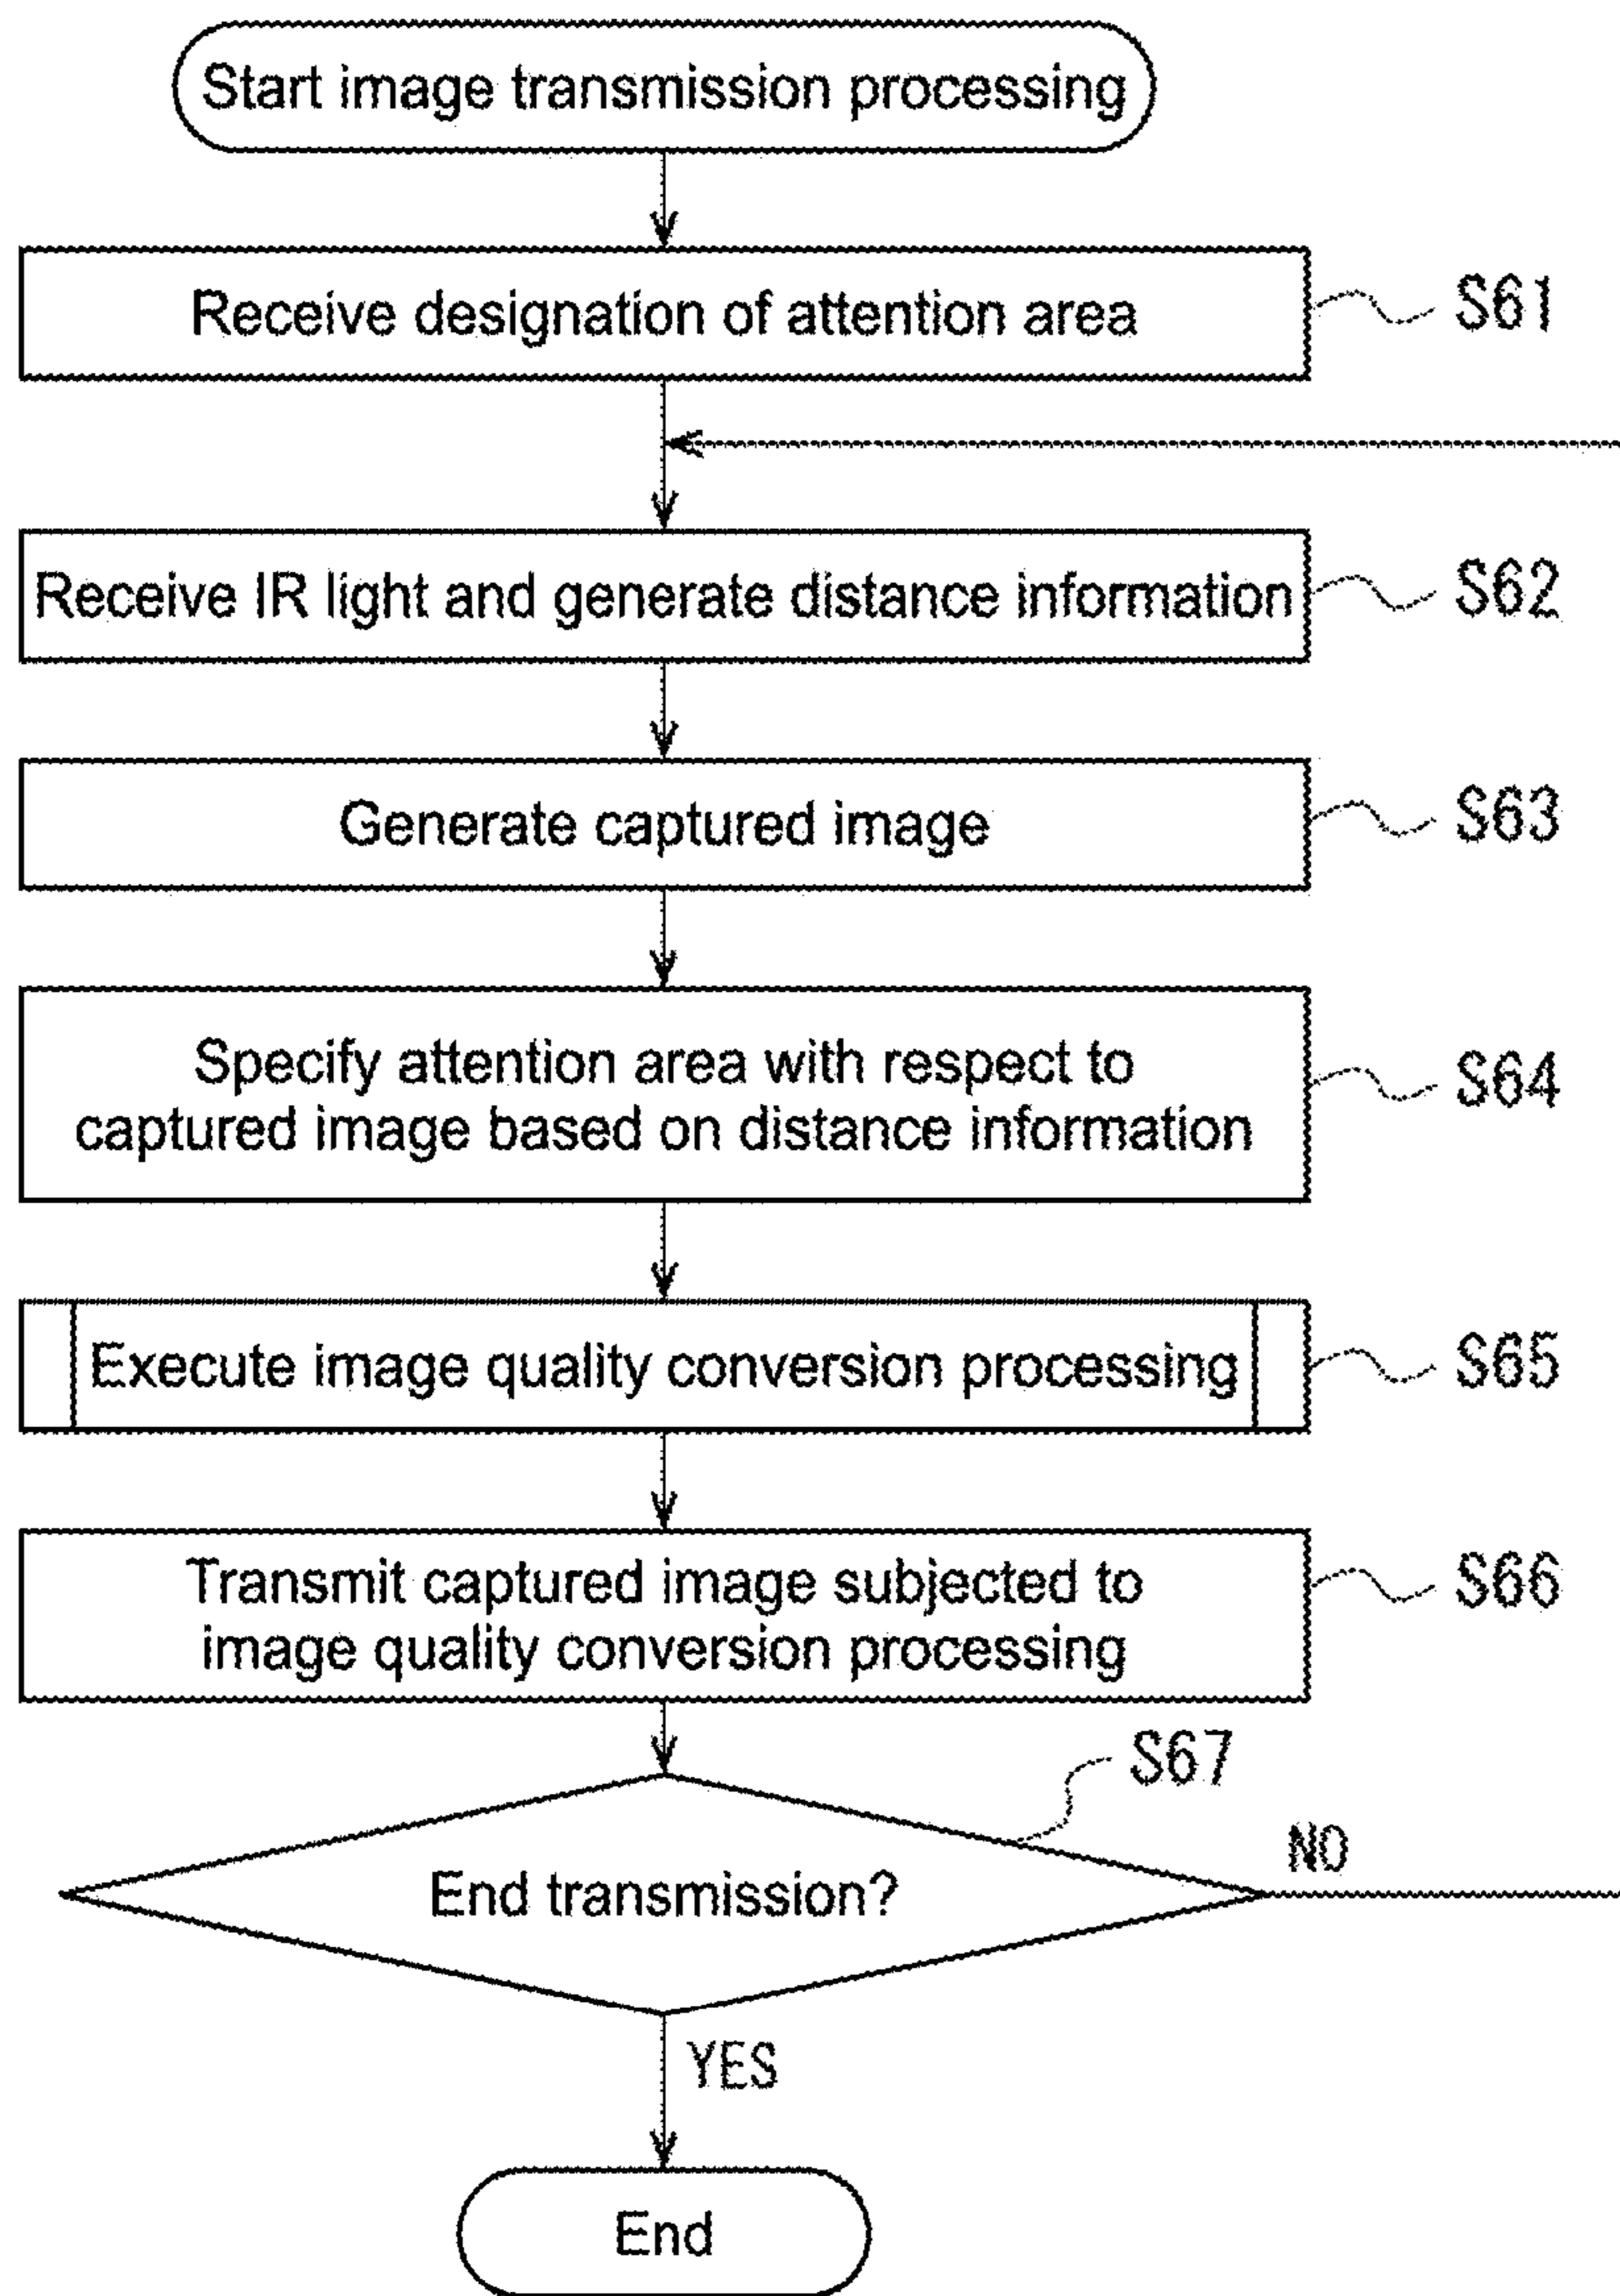 Start image transmission processing
Receive designation of attention area
S61
Receive IR light and generate distance information
S62
Generate captured image
S63
Specify attention area with respect to
captured image based on distance information
S64
Execute image quality conversion processing
S65
Transmit captured image subjected to
image quality conversion processing
S66
S67
End transmission?
NO
YES
End